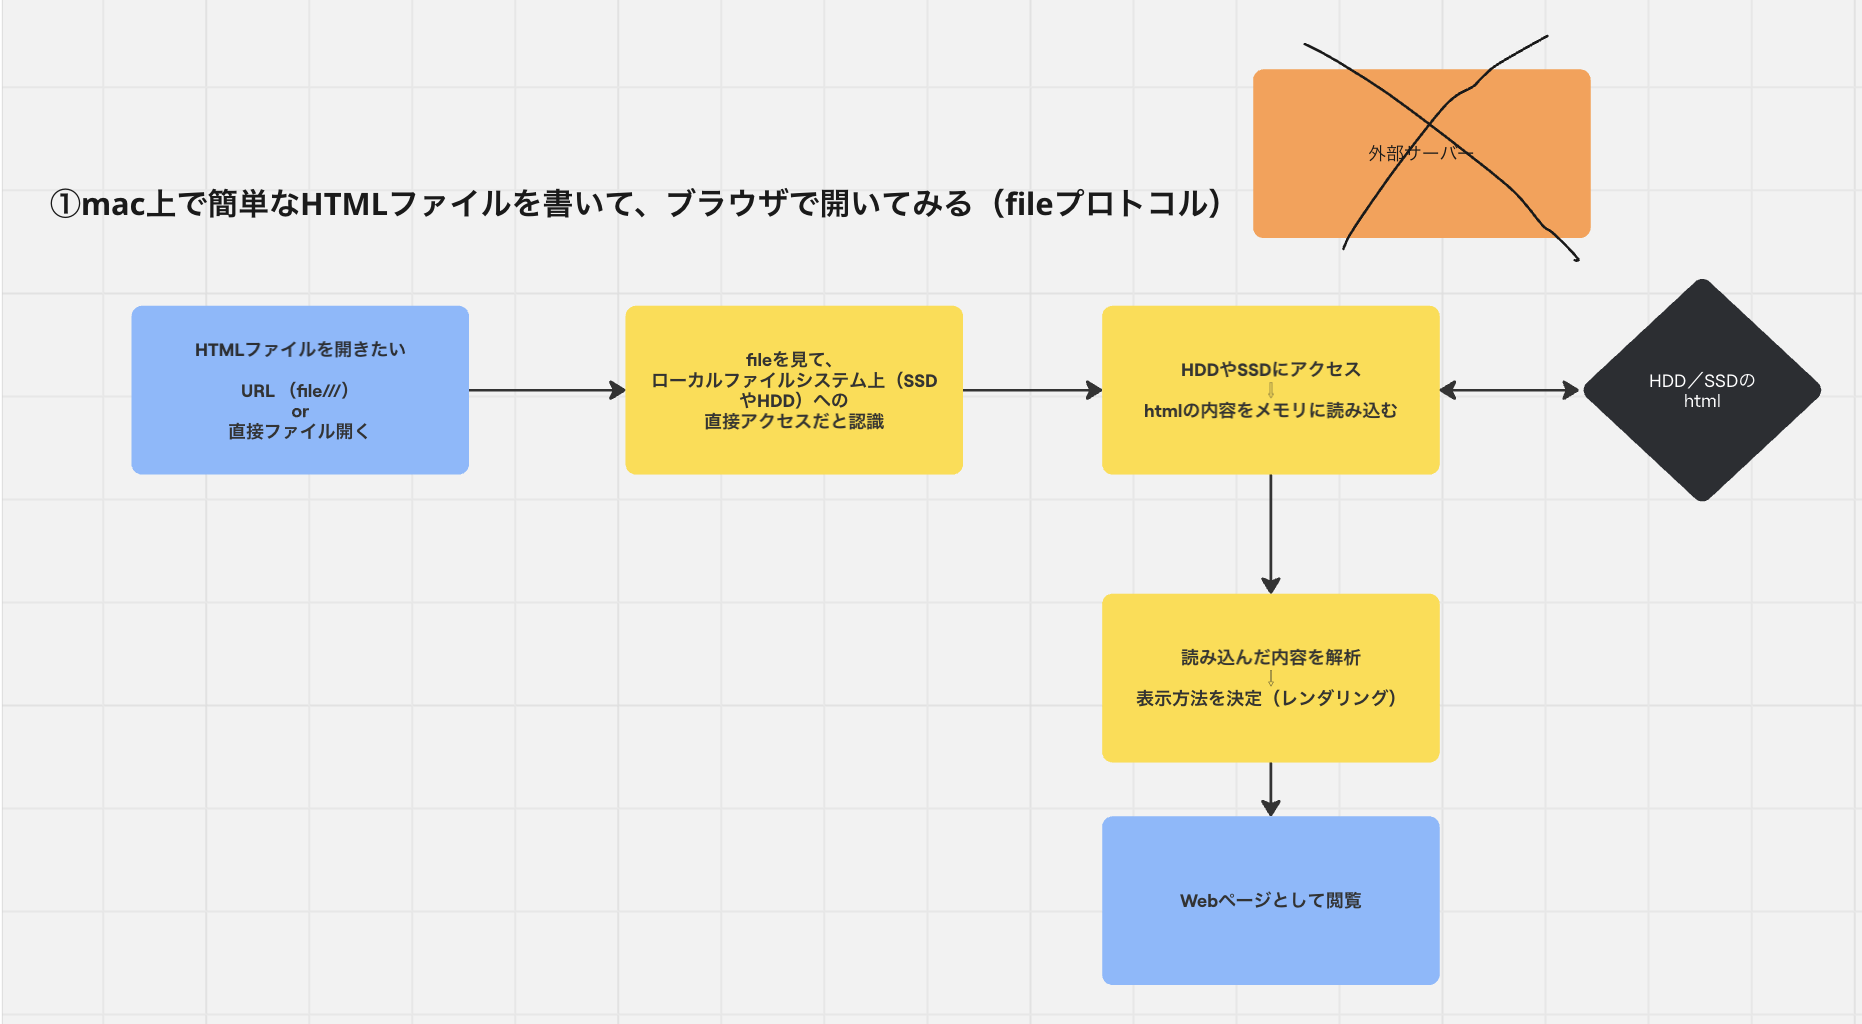 外部サーバー
①mac上で簡単なHTMLファイルを書いて、ブラウザで開いてみる（fileプロトコル）
HTMLファイルを開きたい
URL （file///）
or
直接ファイル開く
fileを見て、
ローカルファイルシステム上（SSD
やHDD）への
直接アクセスだと認識
HDDやSSDにアクセス
⇩
htmlの内容をメモリに読み込む
HDD／SSDの
html
読み込んだ内容を解析
↓
表示方法を決定（レンダリング）
Webページとして閲覧